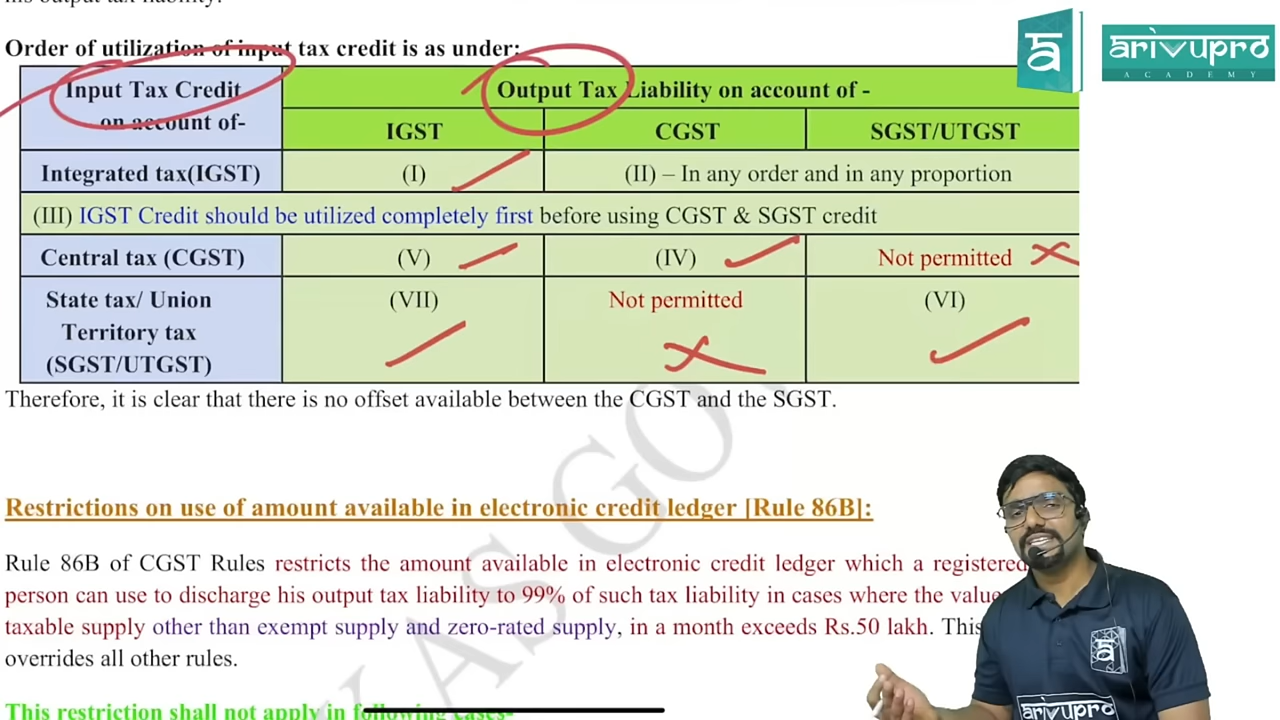 his output tax liability.
Order of utilization of input tax credit is as under:
Input Tax Credit
on account of-
Output Tax Liability on account of -
IGST
CGST
SGST/UTGST
Integrated tax(IGST)
(I)
(II) – In any order and in any proportion
(III) IGST Credit should be utilized completely first before using CGST & SGST credit
Central tax (CGST)
(V)
(IV)
Not permitted
State tax/ Union
Territory tax
(SGST/UTGST)
(VII)
Not permitted
(VI)
Therefore, it is clear that there is no offset available between the CGST and the SGST.
Restrictions on use of amount available in electronic credit ledger [Rule 86B]:
Rule 86B of CGST Rules restricts the amount available in electronic credit ledger which a registered
person can use to discharge his output tax liability to 99% of such tax liability in cases where the value
taxable supply other than exempt supply and zero-rated supply, in a month exceeds Rs.50 lakh. This
overrides all other rules.
This restriction shall not apply in following cases-
arivupro
ACADEMY
arivupro